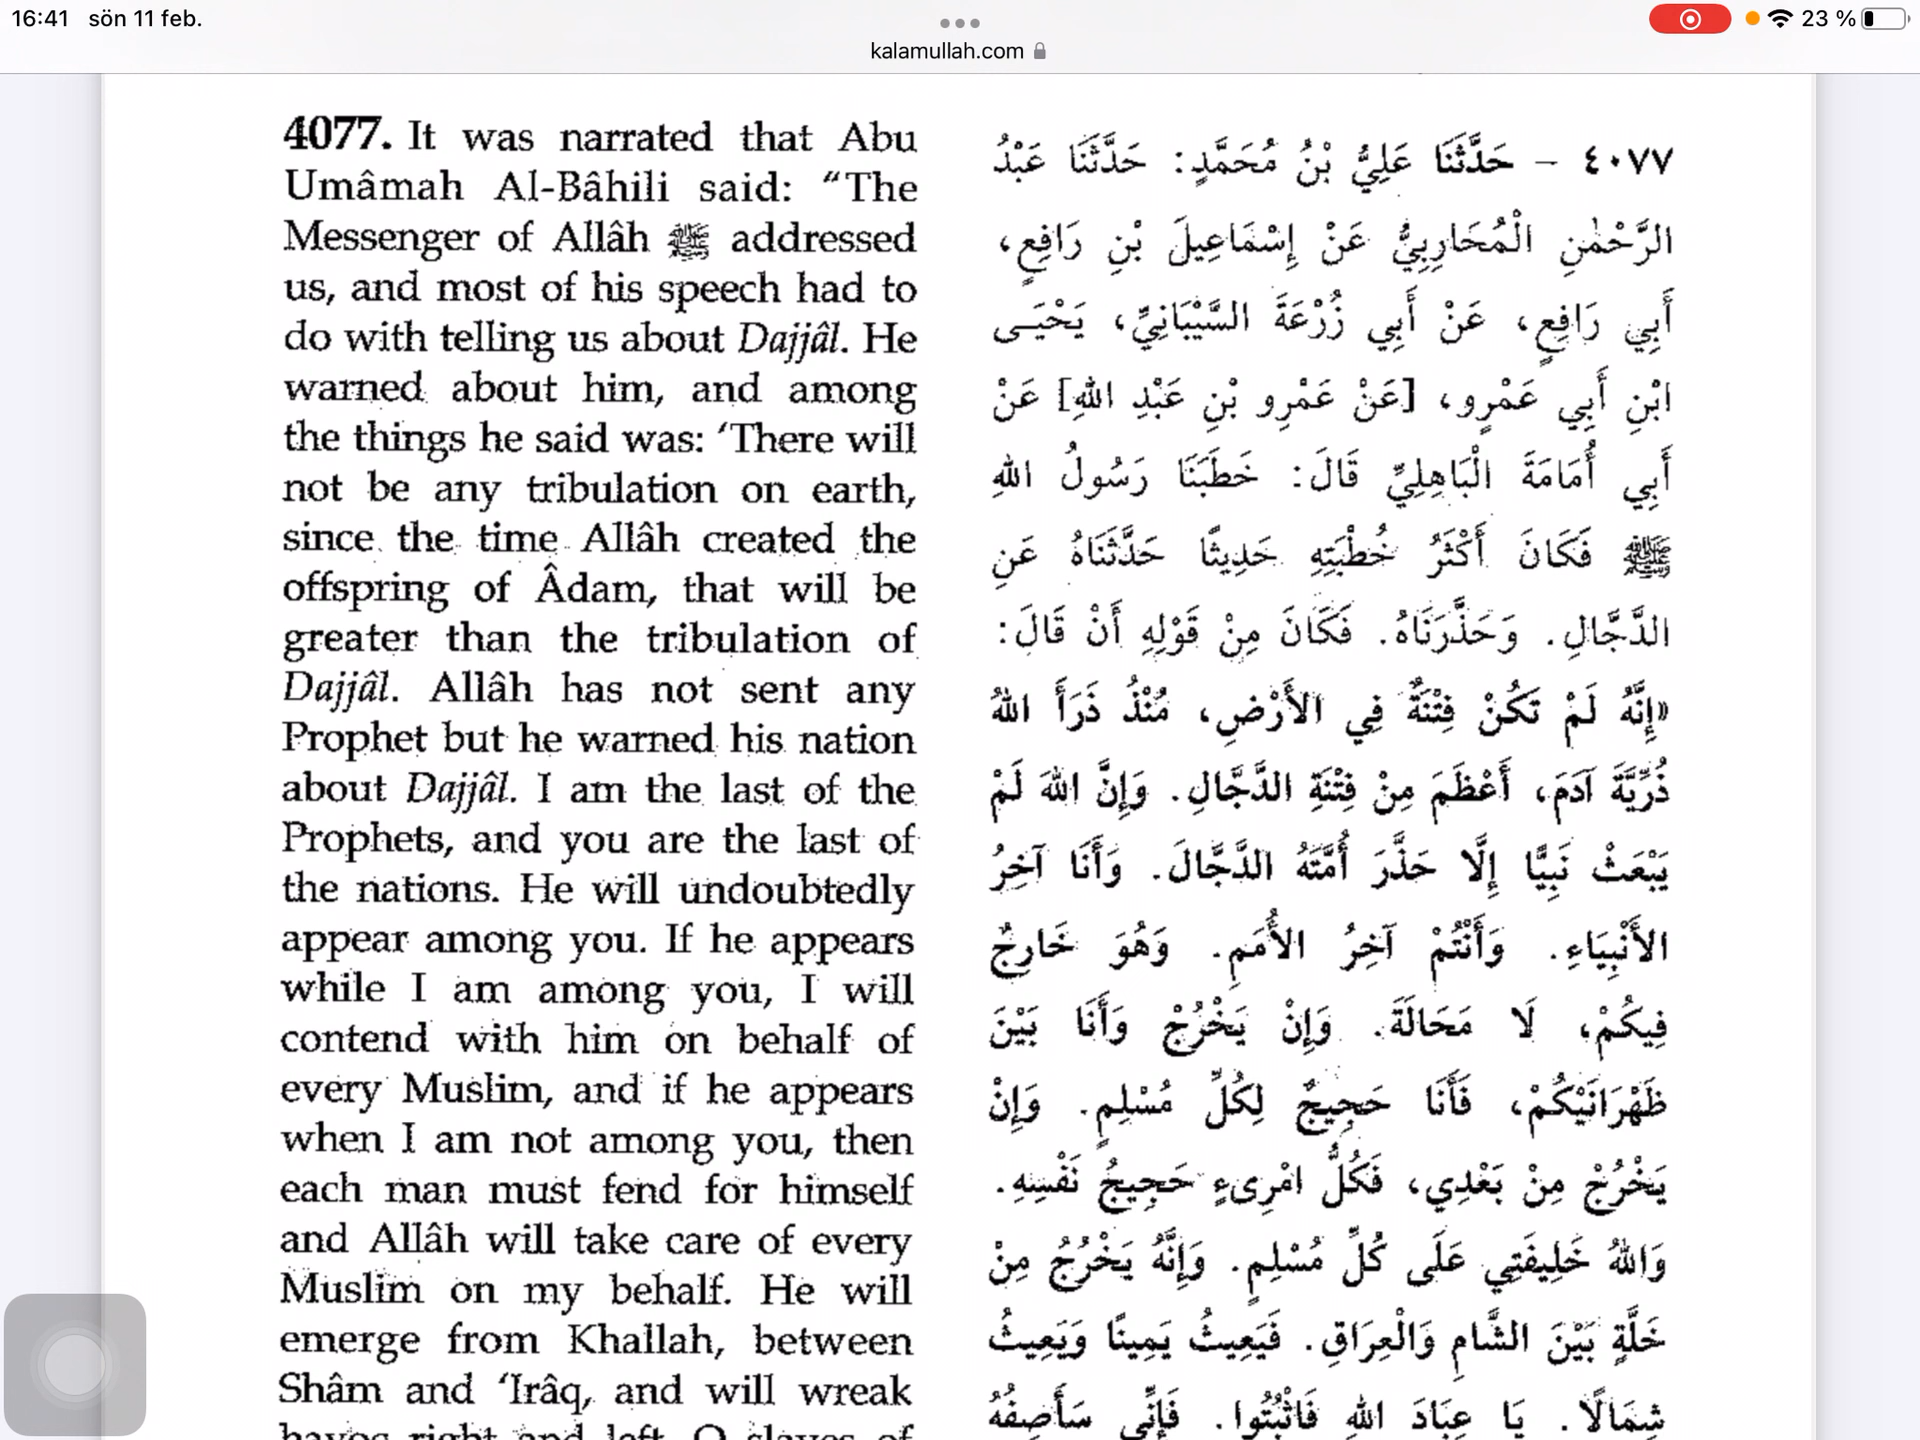 16:41 sön 11 feb.
23 %
kalamullah.com
4077. It was narrated that Abu
Umâmah Al-Bâhili said: “The
Messenger of Allâh ﷺ addressed
us, and most of his speech had to
do with telling us about Dajjâl. He
warned about him, and among
the things he said was: ‘There will
not be any tribulation on earth,
since the time Allâh created the
offspring of Âdam, that will be
greater than the tribulation of
Dajjâl. Allâh has not sent any
Prophet but he warned his nation
about Dajjâl. I am the last of the
Prophets, and you are the last of
the nations. He will undoubtedly
appear among you. If he appears
while I am among you, I will
contend with him on behalf of
every Muslim, and if he appears
when I am not among you, then
each man must fend for himself
and Allâh will take care of every
Muslim on my behalf. He will
emerge from Khallah, between
Shâm and ‘Irâq, and will wreak
havoc right and left. O slaves of
٤٠٧٧ – حَدَّثَنَا عَلِيُّ بْنُ مُحَمَّدٍ: حَدَّثَنَا عَبْدُ
الرَّحْمٰنِ الْمُحَارِبِيُّ عَنْ إِسْمَاعِيلَ بْنِ رَافِعٍ،
أَبِي رَافِعٍ، عَنْ أَبِي زُرْعَةَ السَّيْبَانِيِّ، يَحْيَى
ابْنِ أَبِي عَمْرٍو، [عَنْ عَمْرِو بْنِ عَبْدِ اللهِ] عَنْ
أَبِي أُمَامَةَ الْبَاهِلِيِّ قَالَ: خَطَبَنَا رَسُولُ اللهِ
ﷺ فَكَانَ أَكْثَرُ خُطْبَتِهِ حَدِيثًا حَدَّثَنَاهُ عَنِ
الدَّجَّالِ. وَحَذَّرَنَاهُ. فَكَانَ مِنْ قَوْلِهِ أَنْ قَالَ:
«إِنَّهُ لَمْ تَكُنْ فِتْنَةٌ فِي الأَرْضِ، مُنْذُ ذَرَأَ اللهُ
ذُرِّيَّةَ آدَمَ، أَعْظَمَ مِنْ فِتْنَةِ الدَّجَّالِ. وَإِنَّ اللهَ لَمْ
يَبْعَثْ نَبِيًّا إِلَّا حَذَّرَ أُمَّتَهُ الدَّجَّالَ. وَأَنَا آخِرُ
الأَنْبِيَاءِ. وَأَنْتُمْ آخِرُ الأُمَمِ. وَهُوَ خَارِجٌ
فِيكُمْ، لَا مَحَالَةَ. وَإِنْ يَخْرُجْ وَأَنَا بَيْنَ
ظَهْرَانَيْكُمْ، فَأَنَا حَجِيجٌ لِكُلِّ مُسْلِمٍ. وَإِنْ
يَخْرُجْ مِنْ بَعْدِي، فَكُلُّ امْرِىءٍ حَجِيجُ نَفْسِهِ.
وَاللهُ خَلِيفَتِي عَلَى كُلِّ مُسْلِمٍ. وَإِنَّهُ يَخْرُجُ مِنْ
خَلَّةٍ بَيْنَ الشَّامِ وَالْعِرَاقِ. فَيَعِيثُ يَمِينًا وَيَعِيثُ
شِمَالًا. يَا عِبَادَ اللهِ فَاثْبُتُوا. فَإِنِّي سَأَصِفُهُ